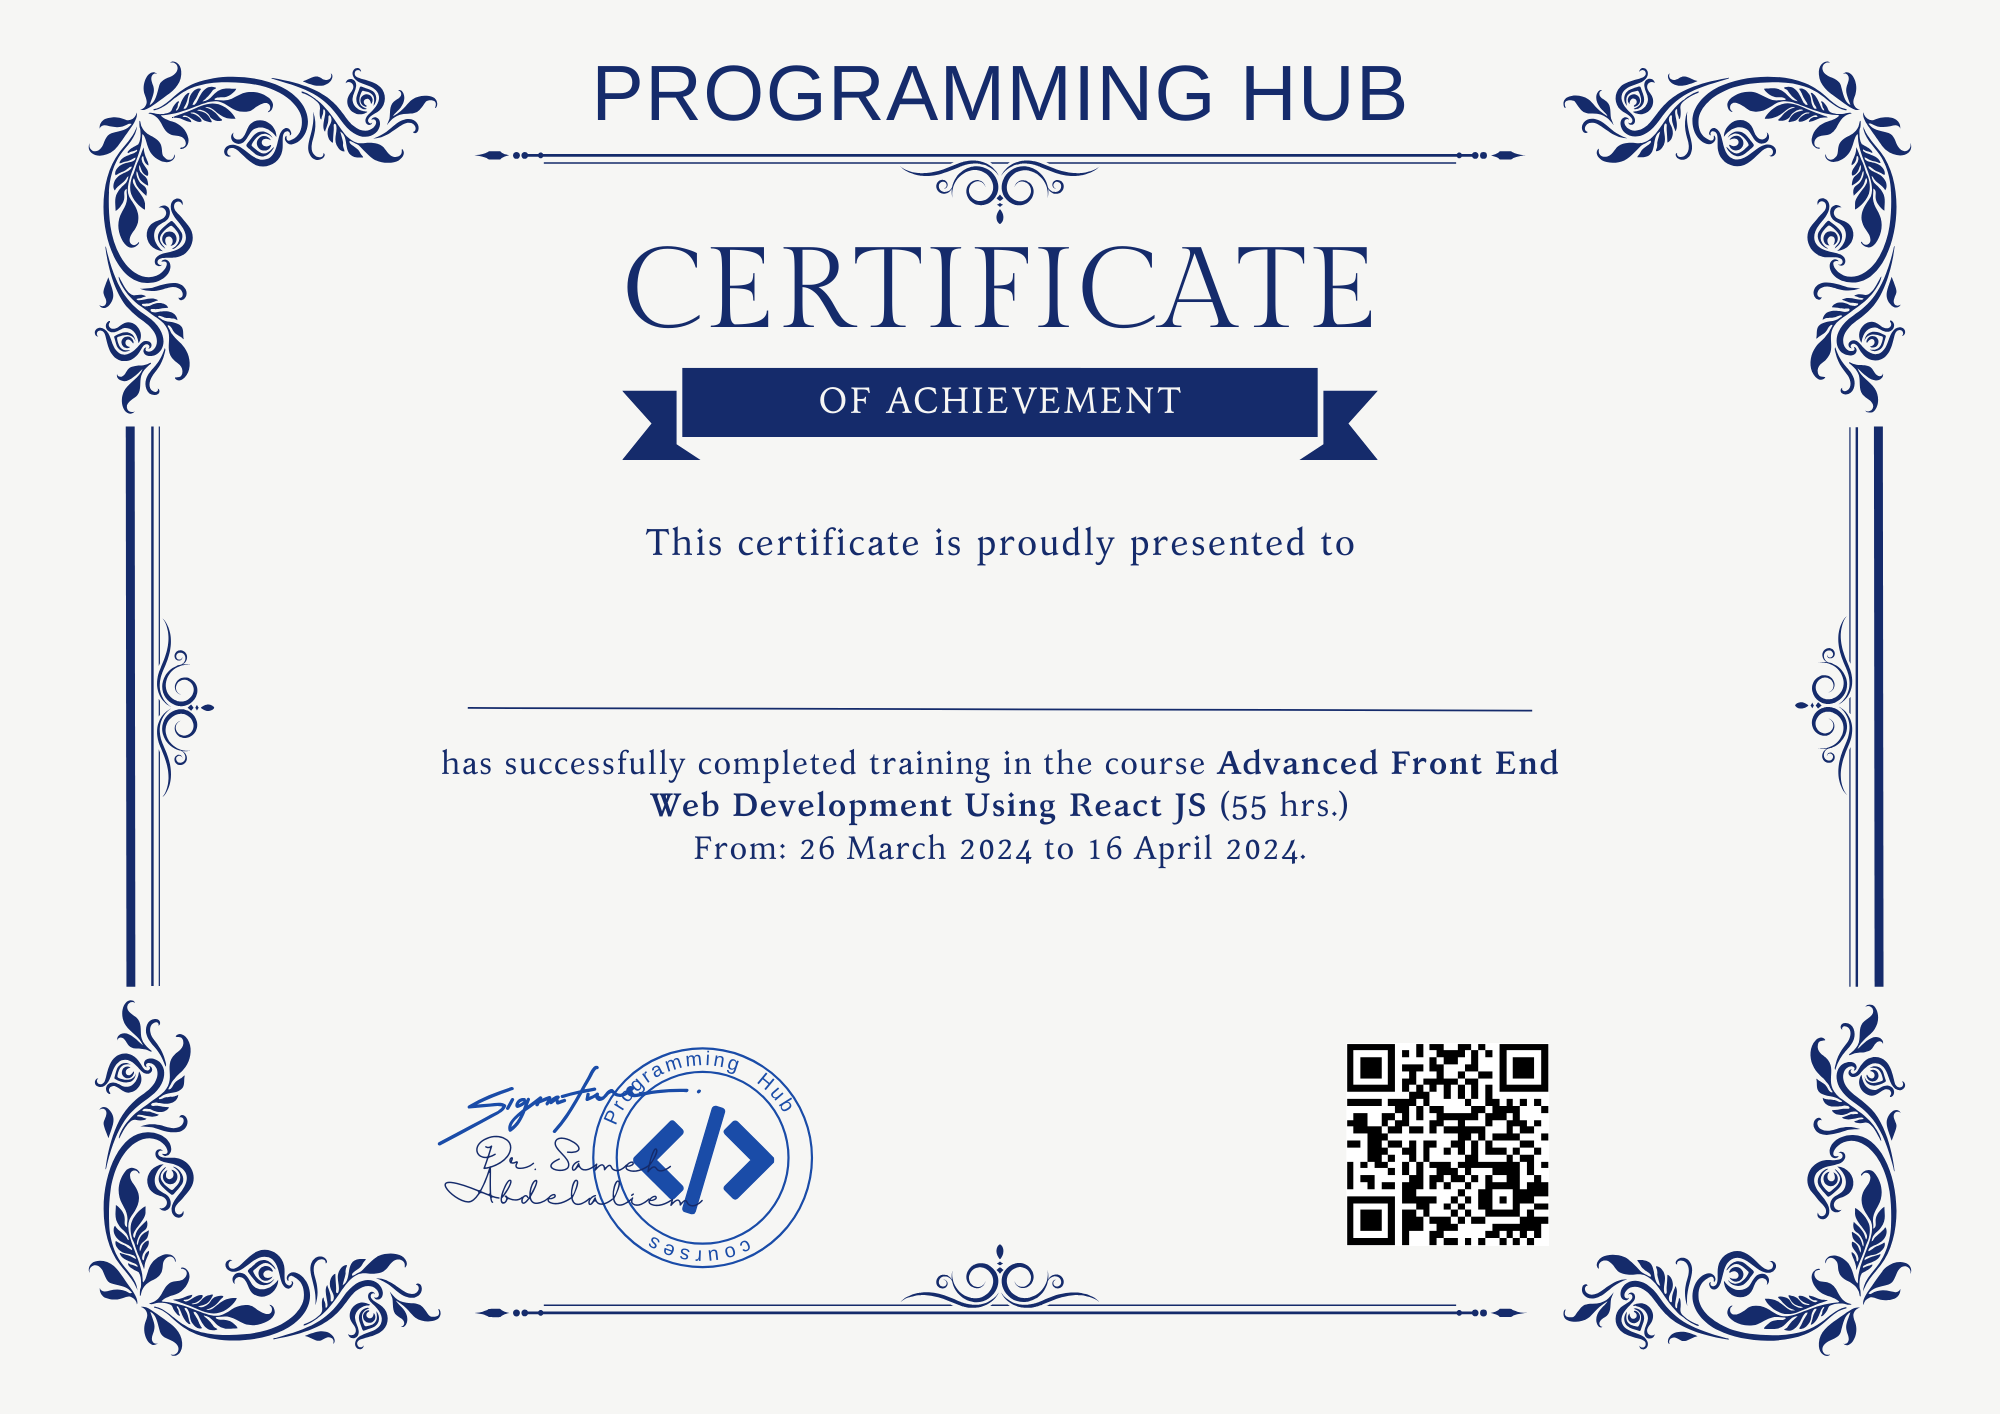 PROGRAMMING HUB
CERTIFICATE
OF ACHIEVEMENT
This certificate is proudly presented to
has successfully completed training in the course Advanced Front End
Web Development Using React JS (55 hrs.)
From: 26 March 2024 to 16 April 2024.
Signature.
Dr. Sameh
Abdelaliem
Programming Hub
courses